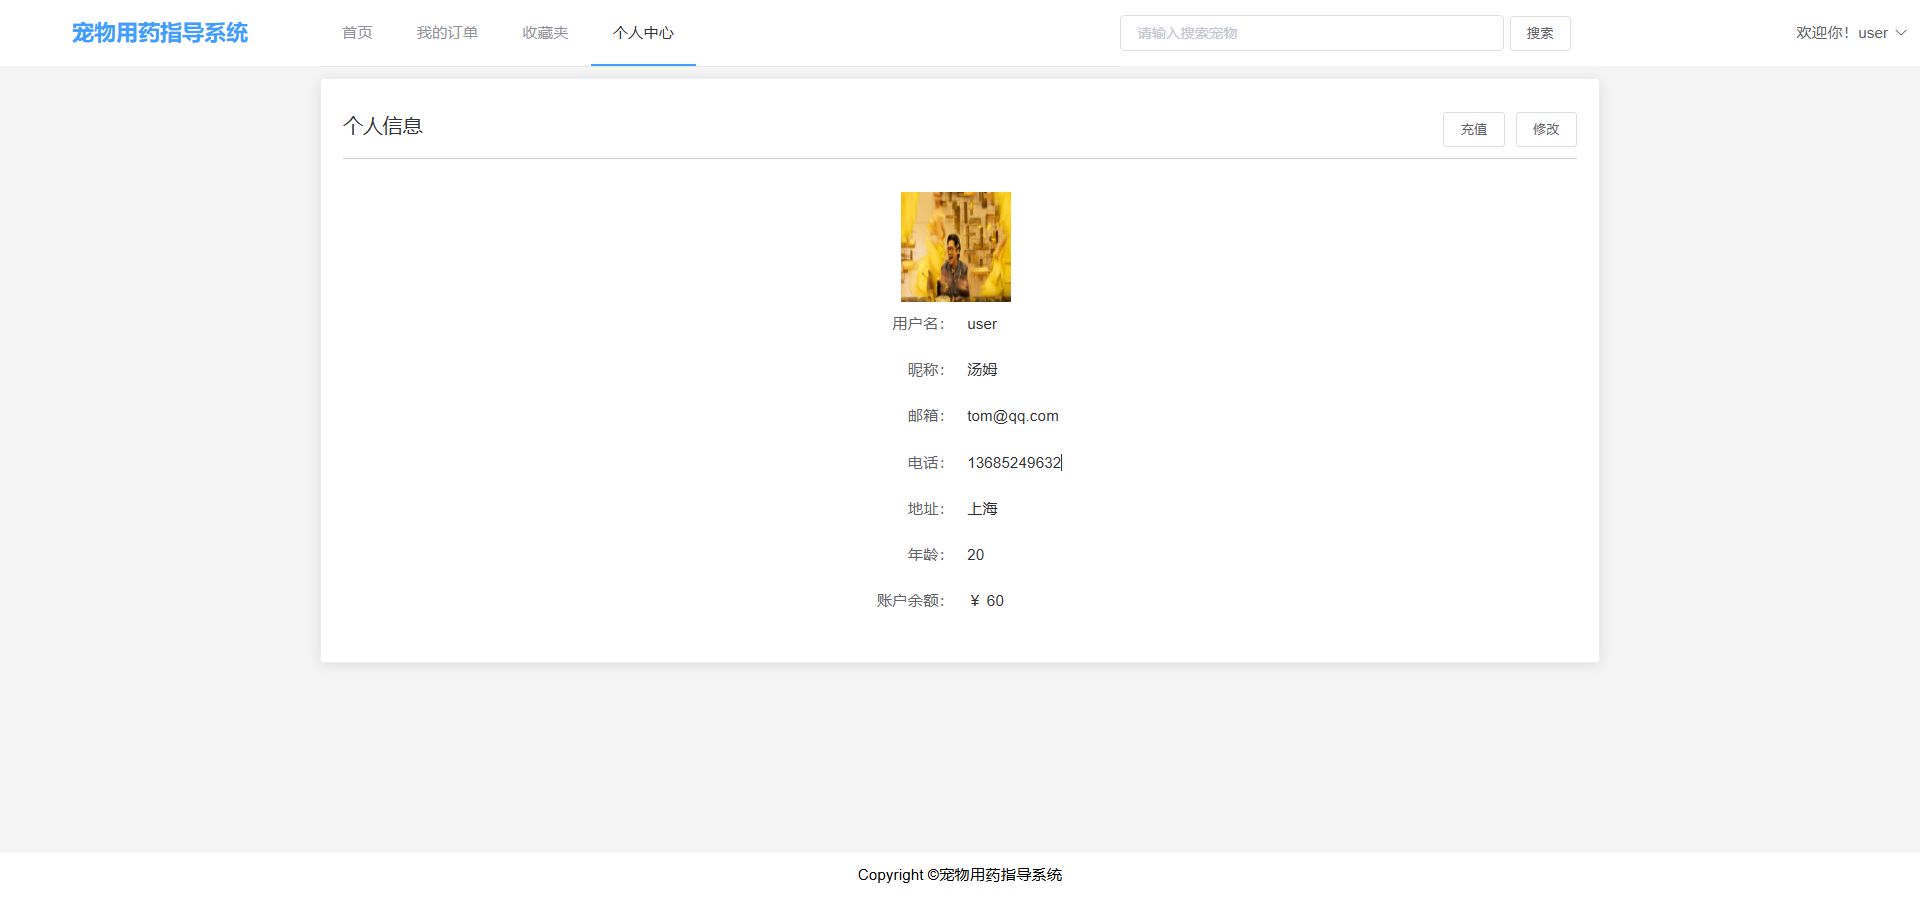 宠物用药指导系统 首页 我的订单 收藏夹 个人中心 请输入搜索宠物 搜索 欢迎你！user
个人信息 充值 修改
用户名： user
昵称： 汤姆
邮箱： tom@qq.com
电话： 13685249632
地址： 上海
年龄： 20
账户余额： ￥ 60
Copyright ©宠物用药指导系统